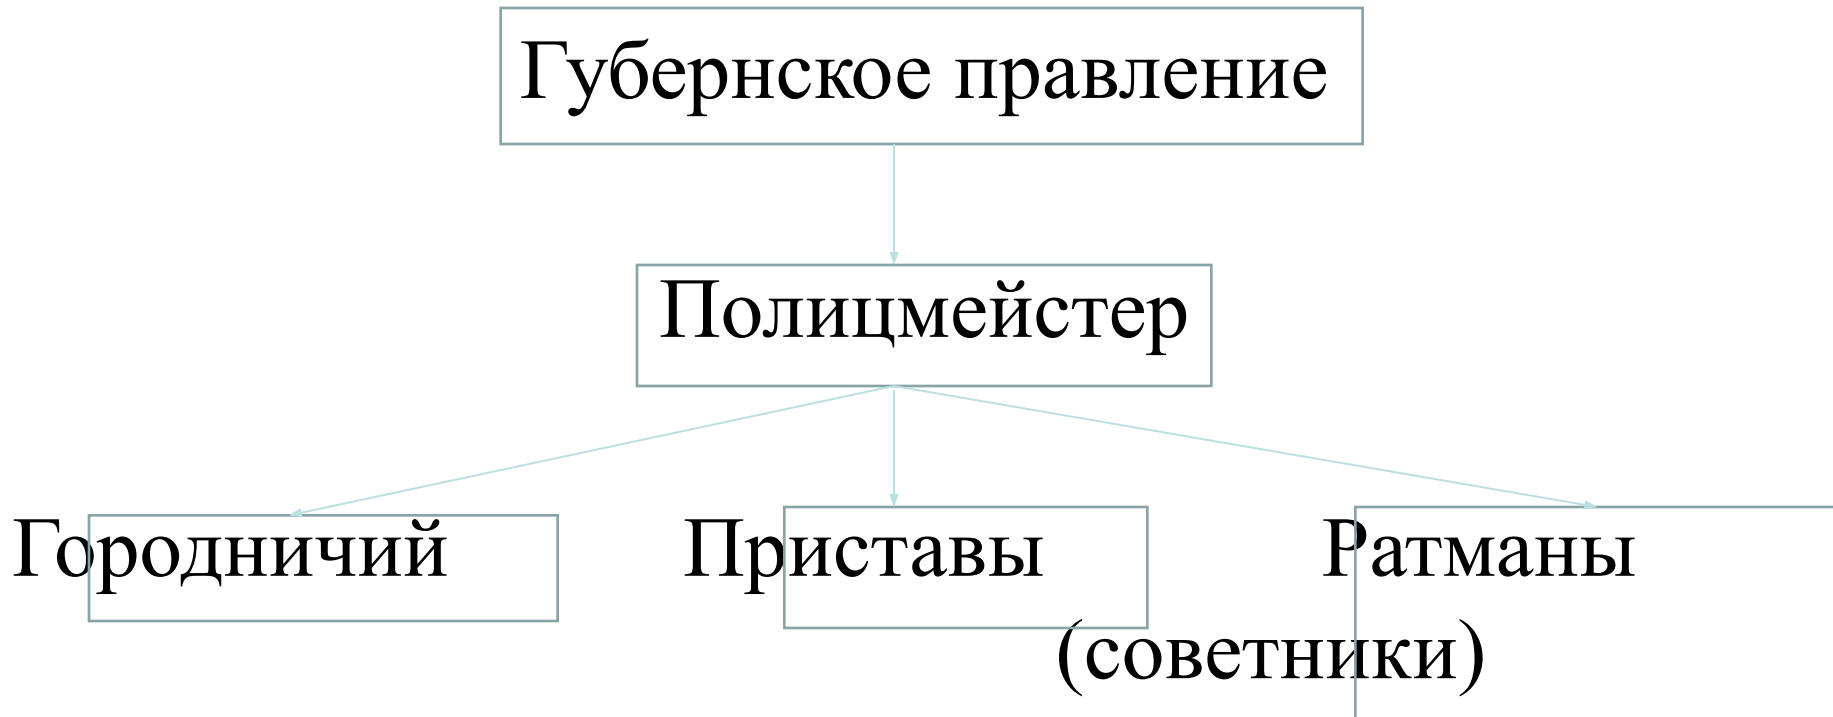 Губернское правление
Полицмейстер
Городничий
Приставы
Ратманы
(советники)